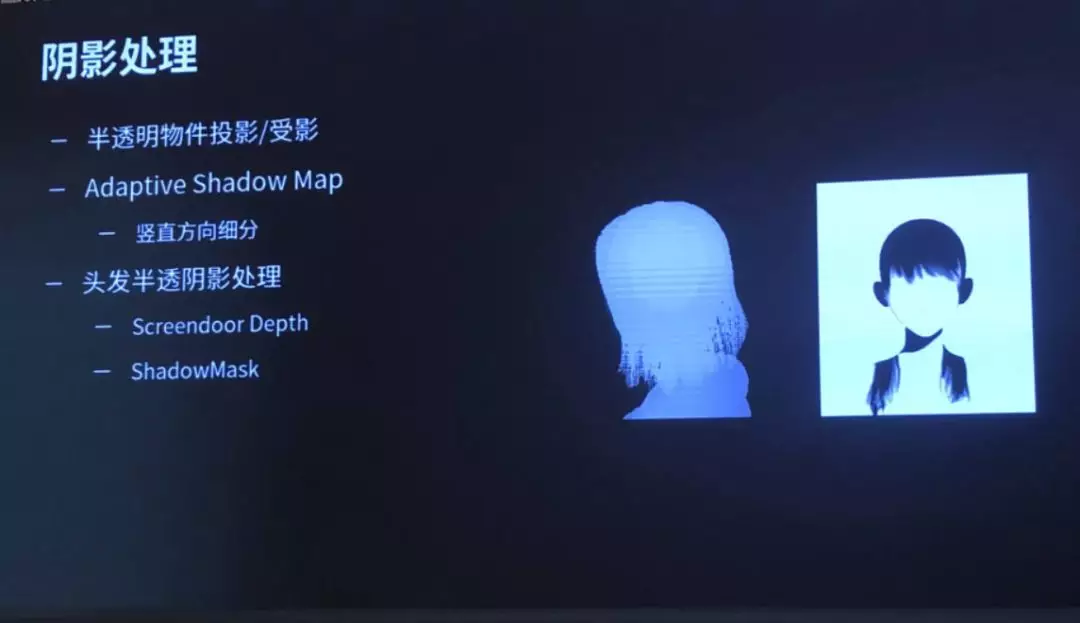 阴影处理
— 半透明物件投影/受影
— Adaptive Shadow Map
— 竖直方向细分
— 头发半透阴影处理
— Screendoor Depth
— ShadowMask